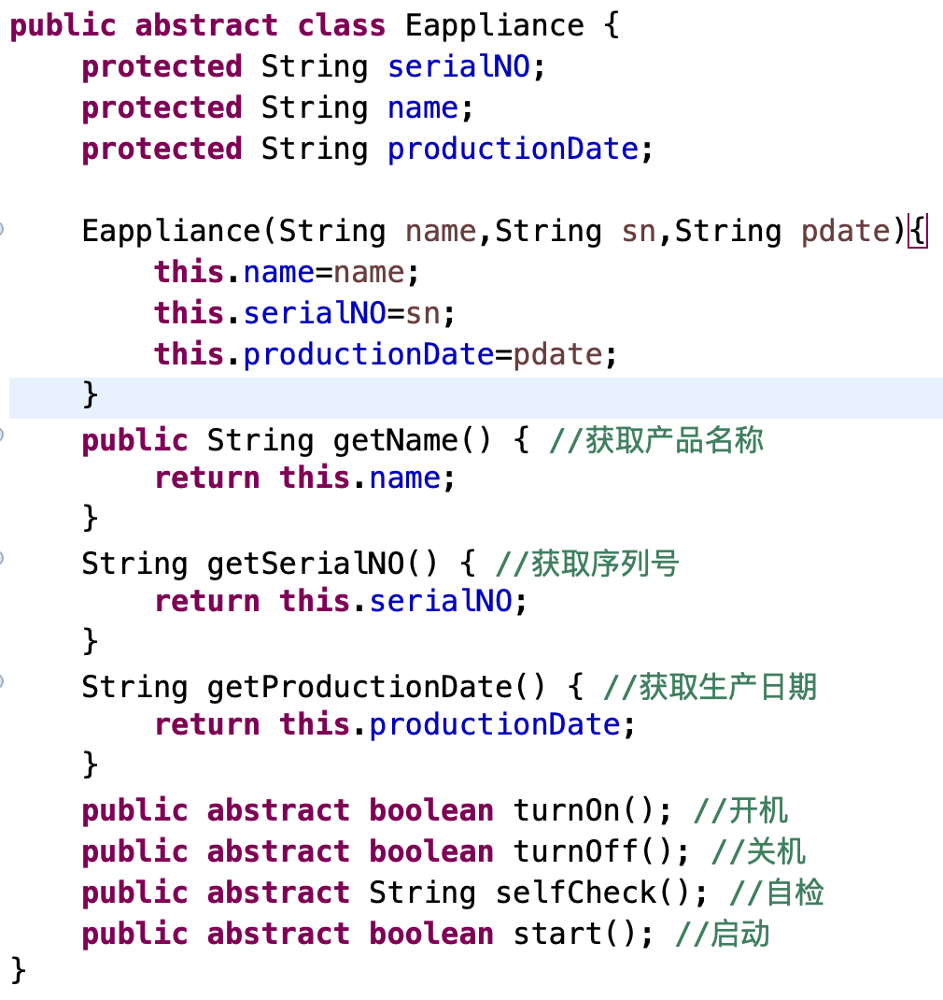 public abstract class Eappliance {
    protected String serialNO;
    protected String name;
    protected String productionDate;

    Eappliance(String name,String sn,String pdate){
        this.name=name;
        this.serialNO=sn;
        this.productionDate=pdate;
    }
    public String getName() { //获取产品名称
        return this.name;
    }
    String getSerialNO() { //获取序列号
        return this.serialNO;
    }
    String getProductionDate() { //获取生产日期
        return this.productionDate;
    }
    public abstract boolean turnOn(); //开机
    public abstract boolean turnOff(); //关机
    public abstract String selfCheck(); //自检
    public abstract boolean start(); //启动
}